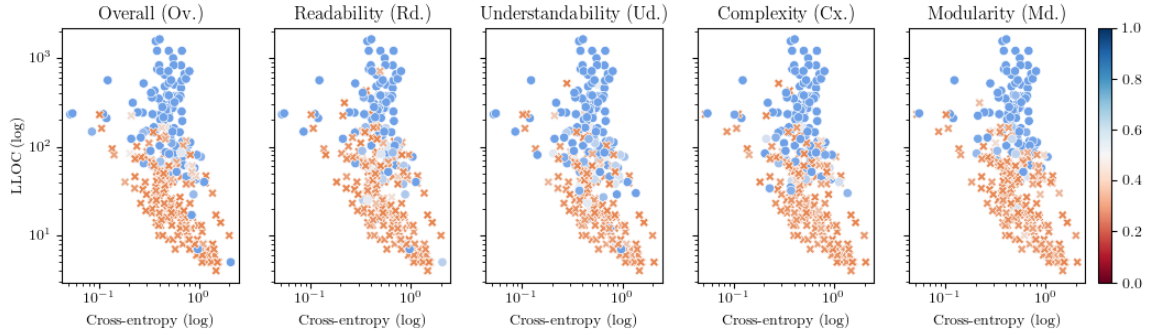 Overall (Ov.) Readability (Rd.) Understandability (Ud.) Complexity (Cx.) Modularity (Md.)
LLOC (log)
10³
10²
10¹
10⁻¹ 10⁰ 10⁻¹ 10⁰ 10⁻¹ 10⁰ 10⁻¹ 10⁰ 10⁻¹ 10⁰
Cross-entropy (log) Cross-entropy (log) Cross-entropy (log) Cross-entropy (log) Cross-entropy (log)
1.0
0.8
0.6
0.4
0.2
0.0